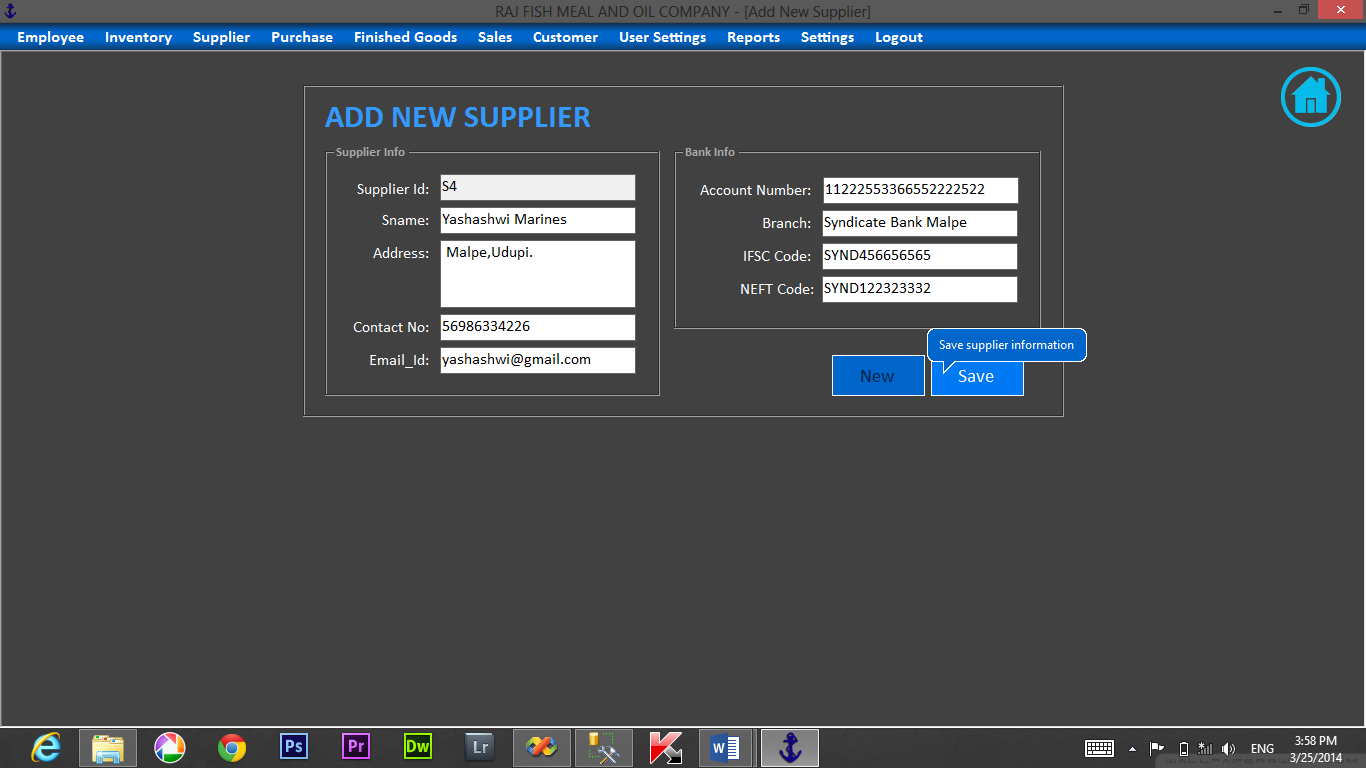 RAJ FISH MEAL AND OIL COMPANY - [Add New Supplier]
Employee Inventory Supplier Purchase Finished Goods Sales Customer User Settings Reports Settings Logout
ADD NEW SUPPLIER
Supplier Info
Supplier Id: S4
Sname: Yashashwi Marines
Address: Malpe,Udupi.
Contact No: 56986334226
Email_Id: yashashwi@gmail.com
Bank Info
Account Number: 11222553366552222522
Branch: Syndicate Bank Malpe
IFSC Code: SYND456656565
NEFT Code: SYND122323332
Save supplier information
New Save
Ps Pr Dw Lr W ENG 3:58 PM
3/25/2014